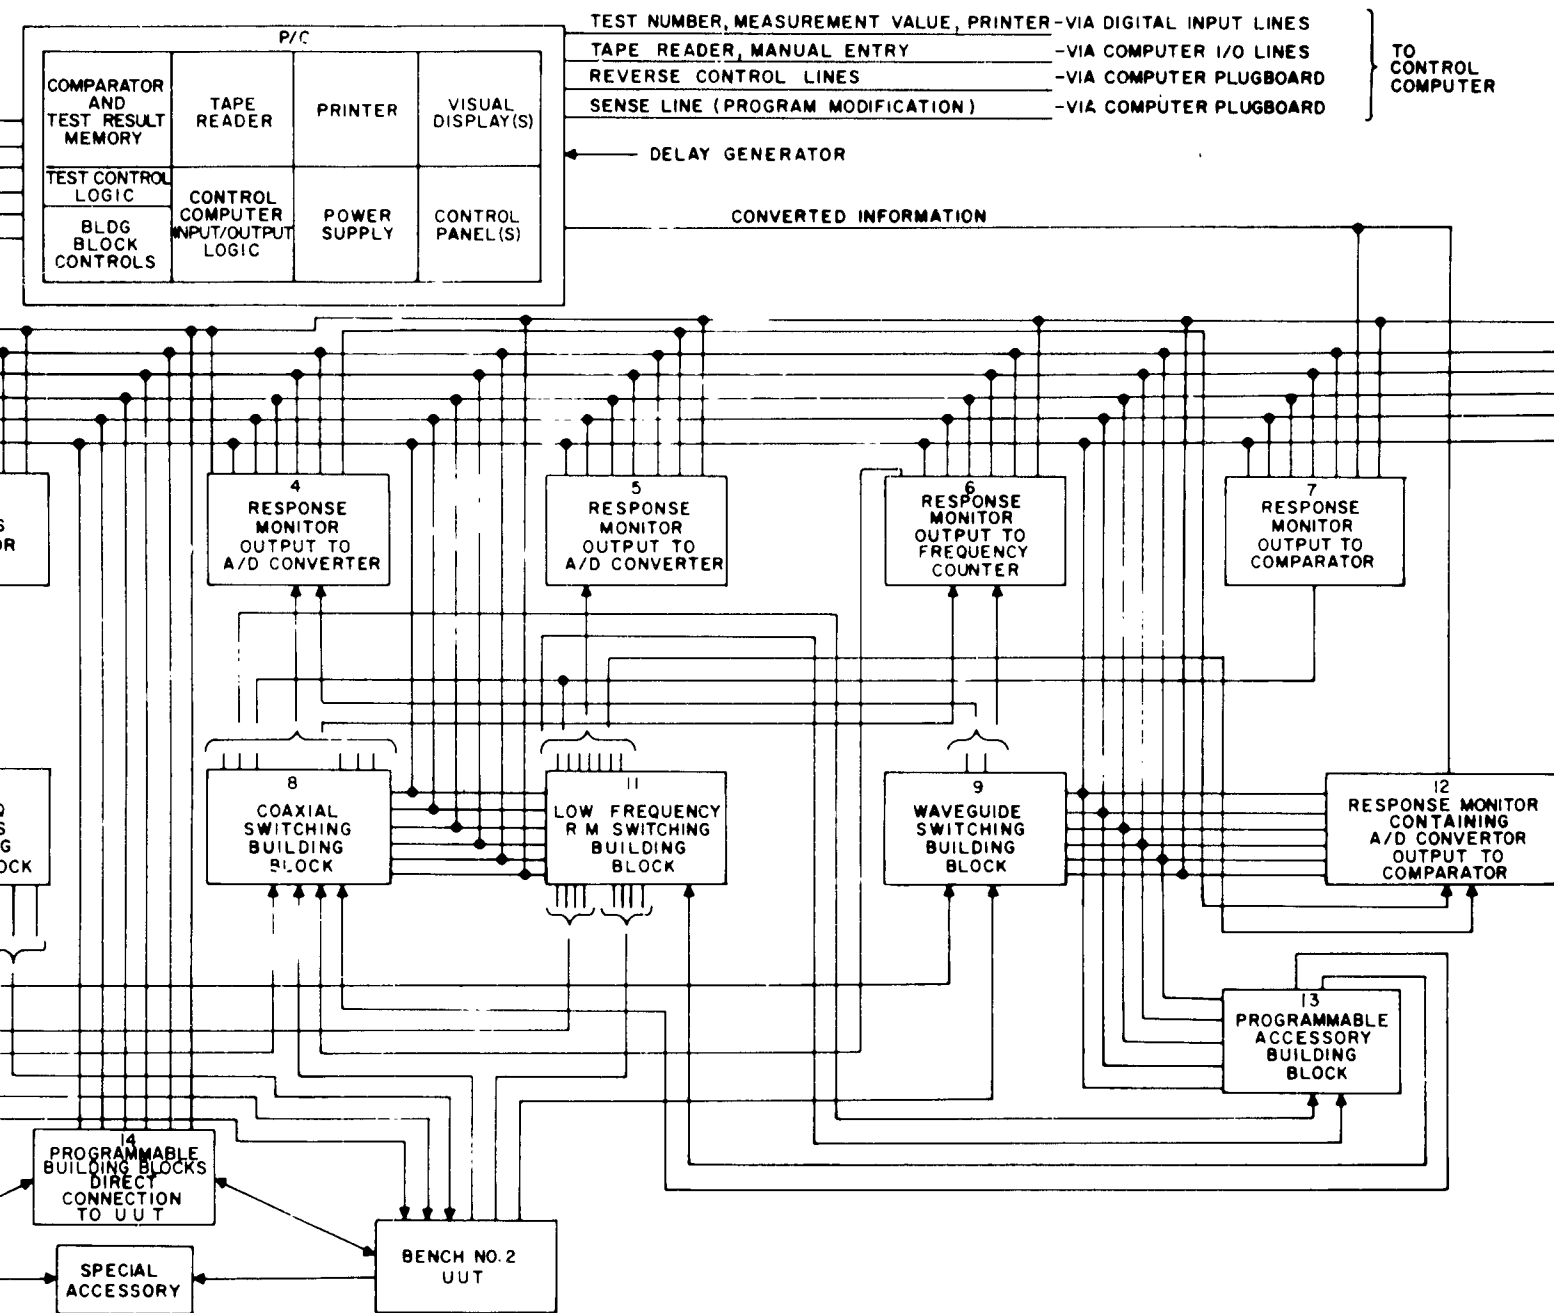 P/C
TEST NUMBER, MEASUREMENT VALUE, PRINTER-VIA DIGITAL INPUT LINES
TAPE READER, MANUAL ENTRY -VIA COMPUTER I/O LINES
REVERSE CONTROL LINES -VIA COMPUTER PLUGBOARD
SENSE LINE (PROGRAM MODIFICATION) -VIA COMPUTER PLUGBOARD
TO
CONTROL
COMPUTER
COMPARATOR
AND
TEST RESULT
MEMORY
TAPE
READER
PRINTER
VISUAL
DISPLAY(S)
DELAY GENERATOR
TEST CONTROL
LOGIC
BLDG
BLOCK
CONTROLS
CONTROL
COMPUTER
INPUT/OUTPUT
LOGIC
POWER
SUPPLY
CONTROL
PANEL(S)
CONVERTED INFORMATION
S
OR
4
RESPONSE
MONITOR
OUTPUT TO
A/D CONVERTER
5
RESPONSE
MONITOR
OUTPUT TO
A/D CONVERTER
6
RESPONSE
MONITOR
OUTPUT TO
FREQUENCY
COUNTER
7
RESPONSE
MONITOR
OUTPUT TO
COMPARATOR
Q
S
G
OCK
8
COAXIAL
SWITCHING
BUILDING
BLOCK
11
LOW FREQUENCY
R M SWITCHING
BUILDING
BLOCK
9
WAVEGUIDE
SWITCHING
BUILDING
BLOCK
12
RESPONSE MONITOR
CONTAINING
A/D CONVERTOR
OUTPUT TO
COMPARATOR
13
PROGRAMMABLE
ACCESSORY
BUILDING
BLOCK
14
PROGRAMMABLE
BUILDING BLOCKS
DIRECT
CONNECTION
TO U U T
BENCH NO. 2
UUT
SPECIAL
ACCESSORY